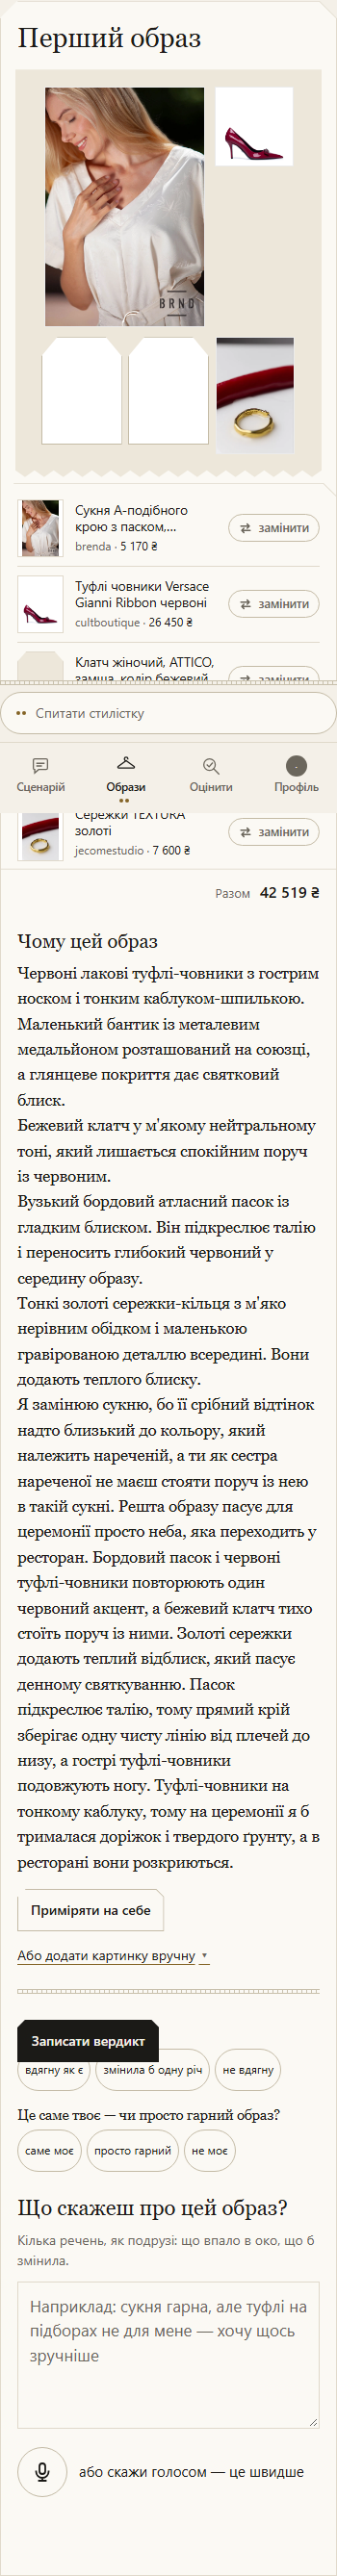 Перший образ
BRND
Сукня А-подібного
крою з паском,...
brenda · 5 170 ₴
замінити
Туфлі човники Versace
Gianni Ribbon червоні
cultboutique · 26 450 ₴
замінити
Клатч жіночий, ATTICO,
замша, колір бежевий
замінити
Спитати стилістку
Сценарій
Образи
Оцінити
Профіль
Сережки TEXTURA
золоті
jecomestudio · 7 600 ₴
замінити
Разом 42 519 ₴
Чому цей образ
Червоні лакові туфлі-човники з гострим
носком і тонким каблуком-шпилькою.
Маленький бантик із металевим
медальйоном розташований на союзці,
а глянцеве покриття дає святковий
блиск.
Бежевий клатч у м'якому нейтральному
тоні, який лишається спокійним поруч
із червоним.
Вузький бордовий атласний пасок із
гладким блиском. Він підкреслює талію
і переносить глибокий червоний у
середину образу.
Тонкі золоті сережки-кільця з м'яко
нерівним обідком і маленькою
гравірованою деталлю всередині. Вони
додають теплого блиску.
Я замінюю сукню, бо її срібний відтінок
надто близький до кольору, який
належить нареченій, а ти як сестра
нареченої не маєш стояти поруч із нею
в такій сукні. Решта образу пасує для
церемонії просто неба, яка переходить у
ресторан. Бордовий пасок і червоні
туфлі-човники повторюють один
червоний акцент, а бежевий клатч тихо
стоїть поруч із ними. Золоті сережки
додають теплий відблиск, який пасує
денному святкуванню. Пасок
підкреслює талію, тому прямий крій
зберігає одну чисту лінію від плечей до
низу, а гострі туфлі-човники
подовжують ногу. Туфлі-човники на
тонкому каблуку, тому на церемонії я б
трималася доріжок і твердого ґрунту, а в
ресторані вони розкриються.
Приміряти на себе
Або додати картинку вручну
Записати вердикт
вдягну як є
змінила б одну річ
не вдягну
Це саме твоє — чи просто гарний образ?
саме моє
просто гарний
не моє
Що скажеш про цей образ?
Кілька речень, як подрузі: що впало в око, що б
змінила.
Наприклад: сукня гарна, але туфлі на
підборах не для мене — хочу щось
зручніше
або скажи голосом — це швидше